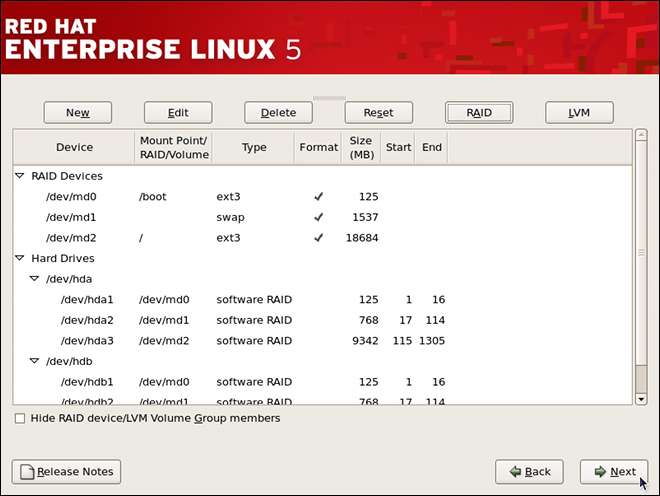 RED HAT
ENTERPRISE LINUX 5
New Edit Delete Reset RAID LVM
Device Mount Point/ RAID/Volume Type Format Size (MB) Start End
RAID Devices
/dev/md0 /boot ext3 ✓ 125
/dev/md1 swap ✓ 1537
/dev/md2 / ext3 ✓ 18684
Hard Drives
/dev/hda
/dev/hda1 /dev/md0 software RAID 125 1 16
/dev/hda2 /dev/md1 software RAID 768 17 114
/dev/hda3 /dev/md2 software RAID 9342 115 1305
/dev/hdb
/dev/hdb1 /dev/md0 software RAID 125 1 16
/dev/hdb2 /dev/md1 software RAID 768 17 114
Hide RAID device/LVM Volume Group members
Release Notes Back Next